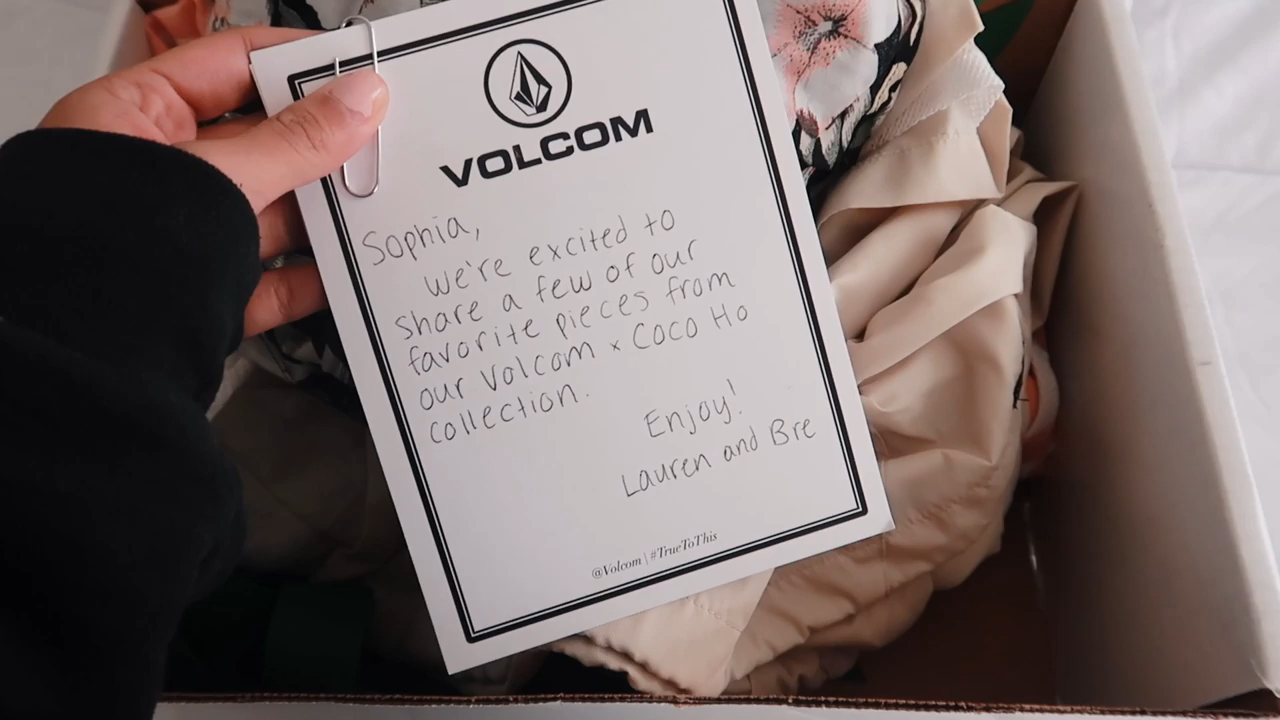 VOLCOM
Sophia,
We're excited to
share a few of our
favorite pieces from
our Volcom x Coco Ho
collection.
Enjoy!
Lauren and Bre
@Volcom | #TrueToThis